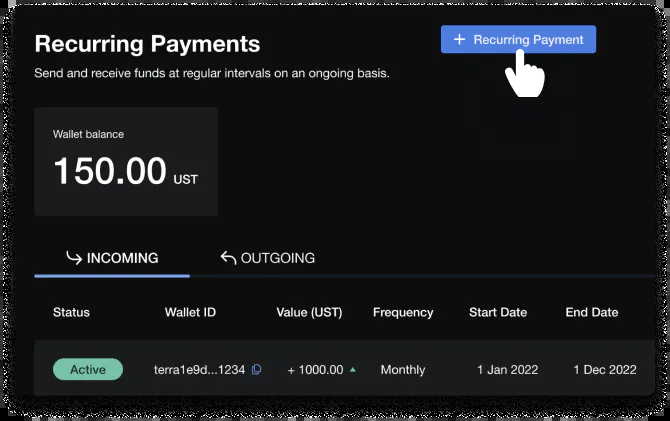 Recurring Payments
+ Recurring Payment
Send and receive funds at regular intervals on an ongoing basis.
Wallet balance
150.00 UST
INCOMING OUTGOING
Status Wallet ID Value (UST) Frequency Start Date End Date
Active terra1e9d...1234 + 1000.00 Monthly 1 Jan 2022 1 Dec 2022